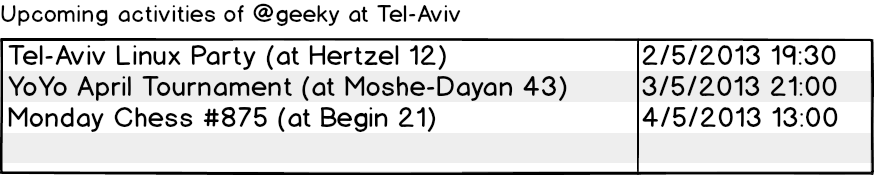 Upcoming activities of @geeky at Tel-Aviv
Tel-Aviv Linux Party (at Hertzel 12) 2/5/2013 19:30
YoYo April Tournament (at Moshe-Dayan 43) 3/5/2013 21:00
Monday Chess #875 (at Begin 21) 4/5/2013 13:00